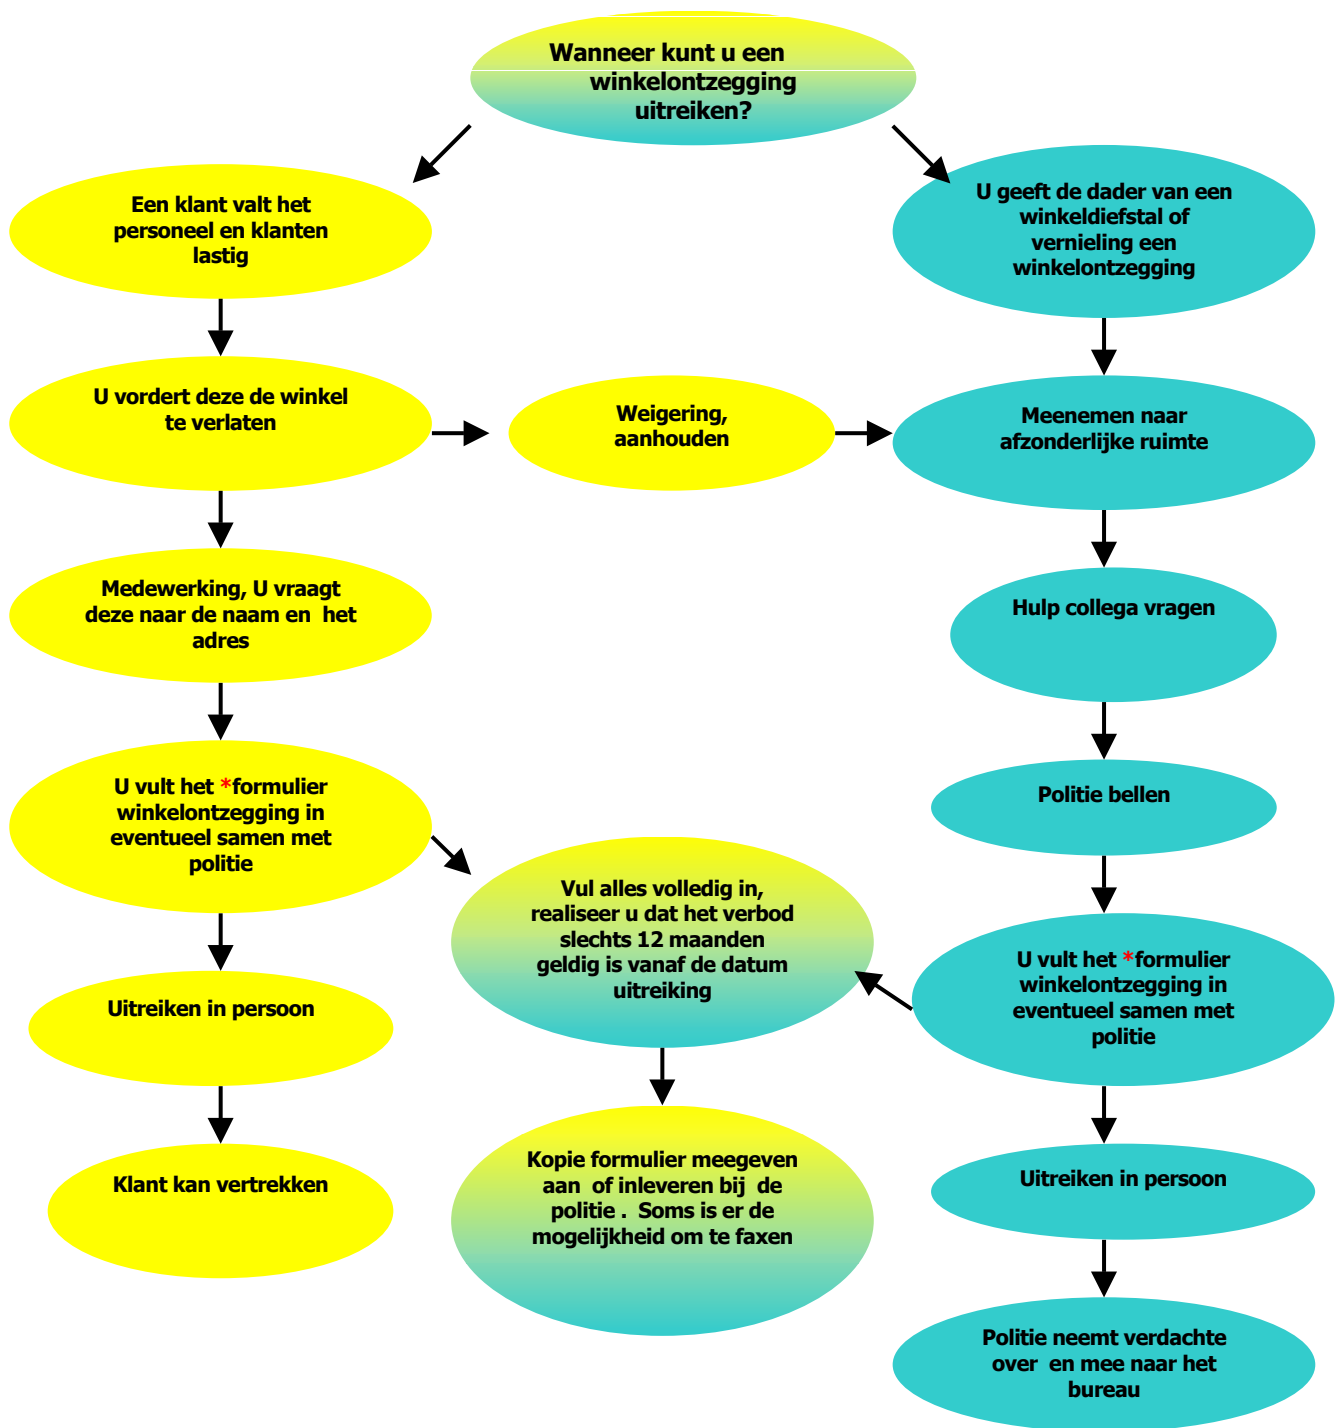 Wanneer kunt u een
winkelontzegging
uitreiken?
Een klant valt het
personeel en klanten
lastig
U geeft de dader van een
winkeldiefstal of
vernieling een
winkelontzegging
U vordert deze de winkel
te verlaten
Weigering,
aanhouden
Meenemen naar
afzonderlijke ruimte
Medewerking, U vraagt
deze naar de naam en  het
adres
Hulp collega vragen
U vult het *formulier
winkelontzegging in
eventueel samen met
politie
Politie bellen
Vul alles volledig in,
realiseer u dat het verbod
slechts 12 maanden
geldig is vanaf de datum
uitreiking
U vult het *formulier
winkelontzegging in
eventueel samen met
politie
Uitreiken in persoon
Kopie formulier meegeven
aan  of inleveren bij  de
politie .  Soms is er de
mogelijkheid om te faxen
Klant kan vertrekken
Uitreiken in persoon
Politie neemt verdachte
over  en mee naar het
bureau